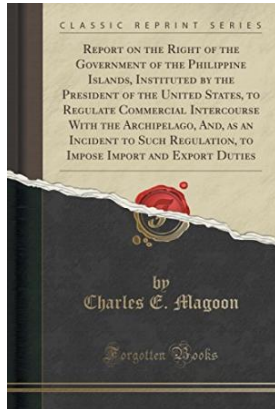 CLASSIC REPRINT SERIES
REPORT ON THE RIGHT OF THE
GOVERNMENT OF THE PHILIPPINE
ISLANDS, INSTITUTED BY THE
PRESIDENT OF THE UNITED STATES, TO
REGULATE COMMERCIAL INTERCOURSE
WITH THE ARCHIPELAGO, AND, AS AN
INCIDENT TO SUCH REGULATION, TO
IMPOSE IMPORT AND EXPORT DUTIES
by
Charles E. Magoon
Forgotten Books